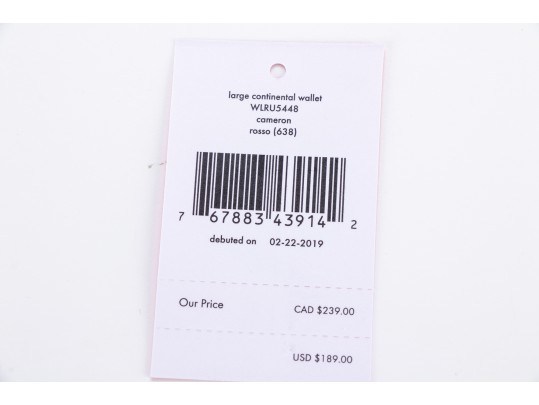 large continental wallet
WLRU5448
cameron
rosso (638)
7 67883 43914 2
debuted on 02-22-2019
Our Price CAD $239.00
USD $189.00